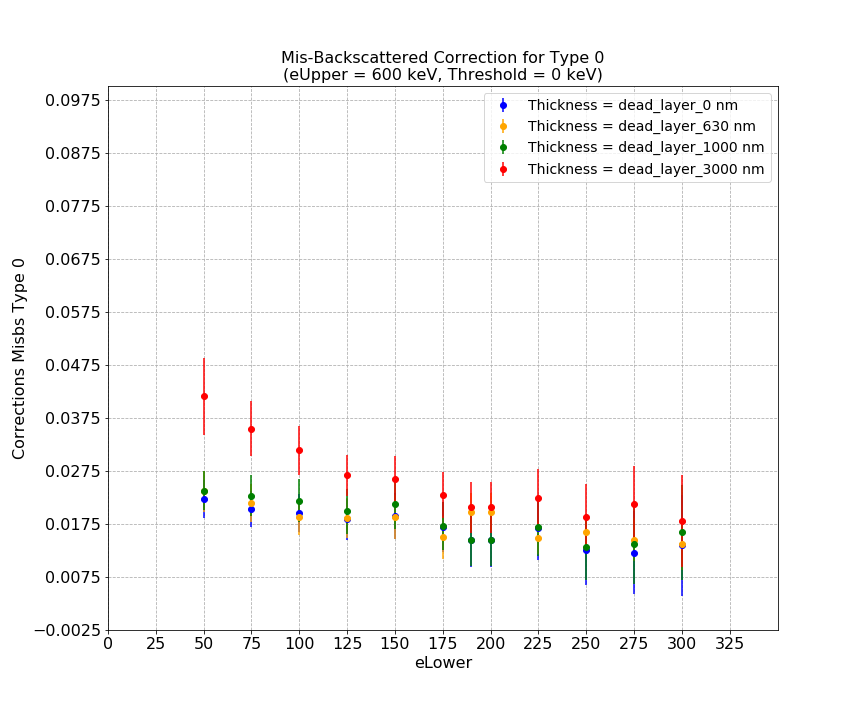 Mis-Backscattered Correction for Type 0
(eUpper = 600 keV, Threshold = 0 keV)
Thickness = dead_layer_0 nm
Thickness = dead_layer_630 nm
Thickness = dead_layer_1000 nm
Thickness = dead_layer_3000 nm
Corrections Misbs Type 0
0.0975
0.0875
0.0775
0.0675
0.0575
0.0475
0.0375
0.0275
0.0175
0.0075
−0.0025
0 25 50 75 100 125 150 175 200 225 250 275 300 325
eLower